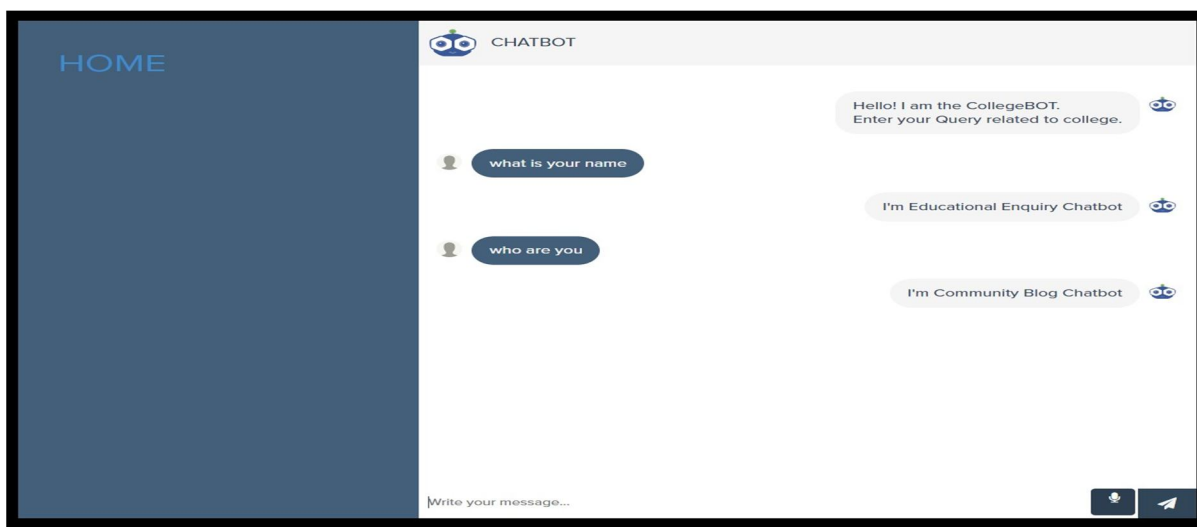 HOME
CHATBOT
Hello! I am the CollegeBOT.
Enter your Query related to college.
what is your name
I'm Educational Enquiry Chatbot
who are you
I'm Community Blog Chatbot
Write your message...